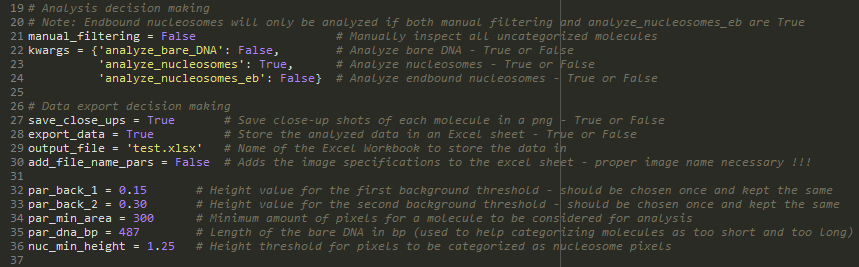 19 # Analysis decision making
20 # Note: Endbound nucleosomes will only be analyzed if both manual filtering and analyze_nucleosomes_eb are True
21 manual_filtering = False # Manually inspect all uncategorized molecules
22 kwargs = {'analyze_bare_DNA': False, # Analyze bare DNA - True or False
23 'analyze_nucleosomes': True, # Analyze nucleosomes - True or False
24 'analyze_nucleosomes_eb': False} # Analyze endbound nucleosomes - True or False
25
26 # Data export decision making
27 save_close_ups = True # Save close-up shots of each molecule in a png - True or False
28 export_data = True # Store the analyzed data in an Excel sheet - True or False
29 output_file = 'test.xlsx' # Name of the Excel Workbook to store the data in
30 add_file_name_pars = False # Adds the image specifications to the excel sheet - proper image name necessary !!!
31
32 par_back_1 = 0.15 # Height value for the first background threshold - should be chosen once and kept the same
33 par_back_2 = 0.30 # Height value for the second background threshold - should be chosen once and kept the same
34 par_min_area = 300 # Minimum amount of pixels for a molecule to be considered for analysis
35 par_dna_bp = 487 # Length of the bare DNA in bp (used to help categorizing molecules as too short and too long)
36 nuc_min_height = 1.25 # Height threshold for pixels to be categorized as nucleosome pixels
37